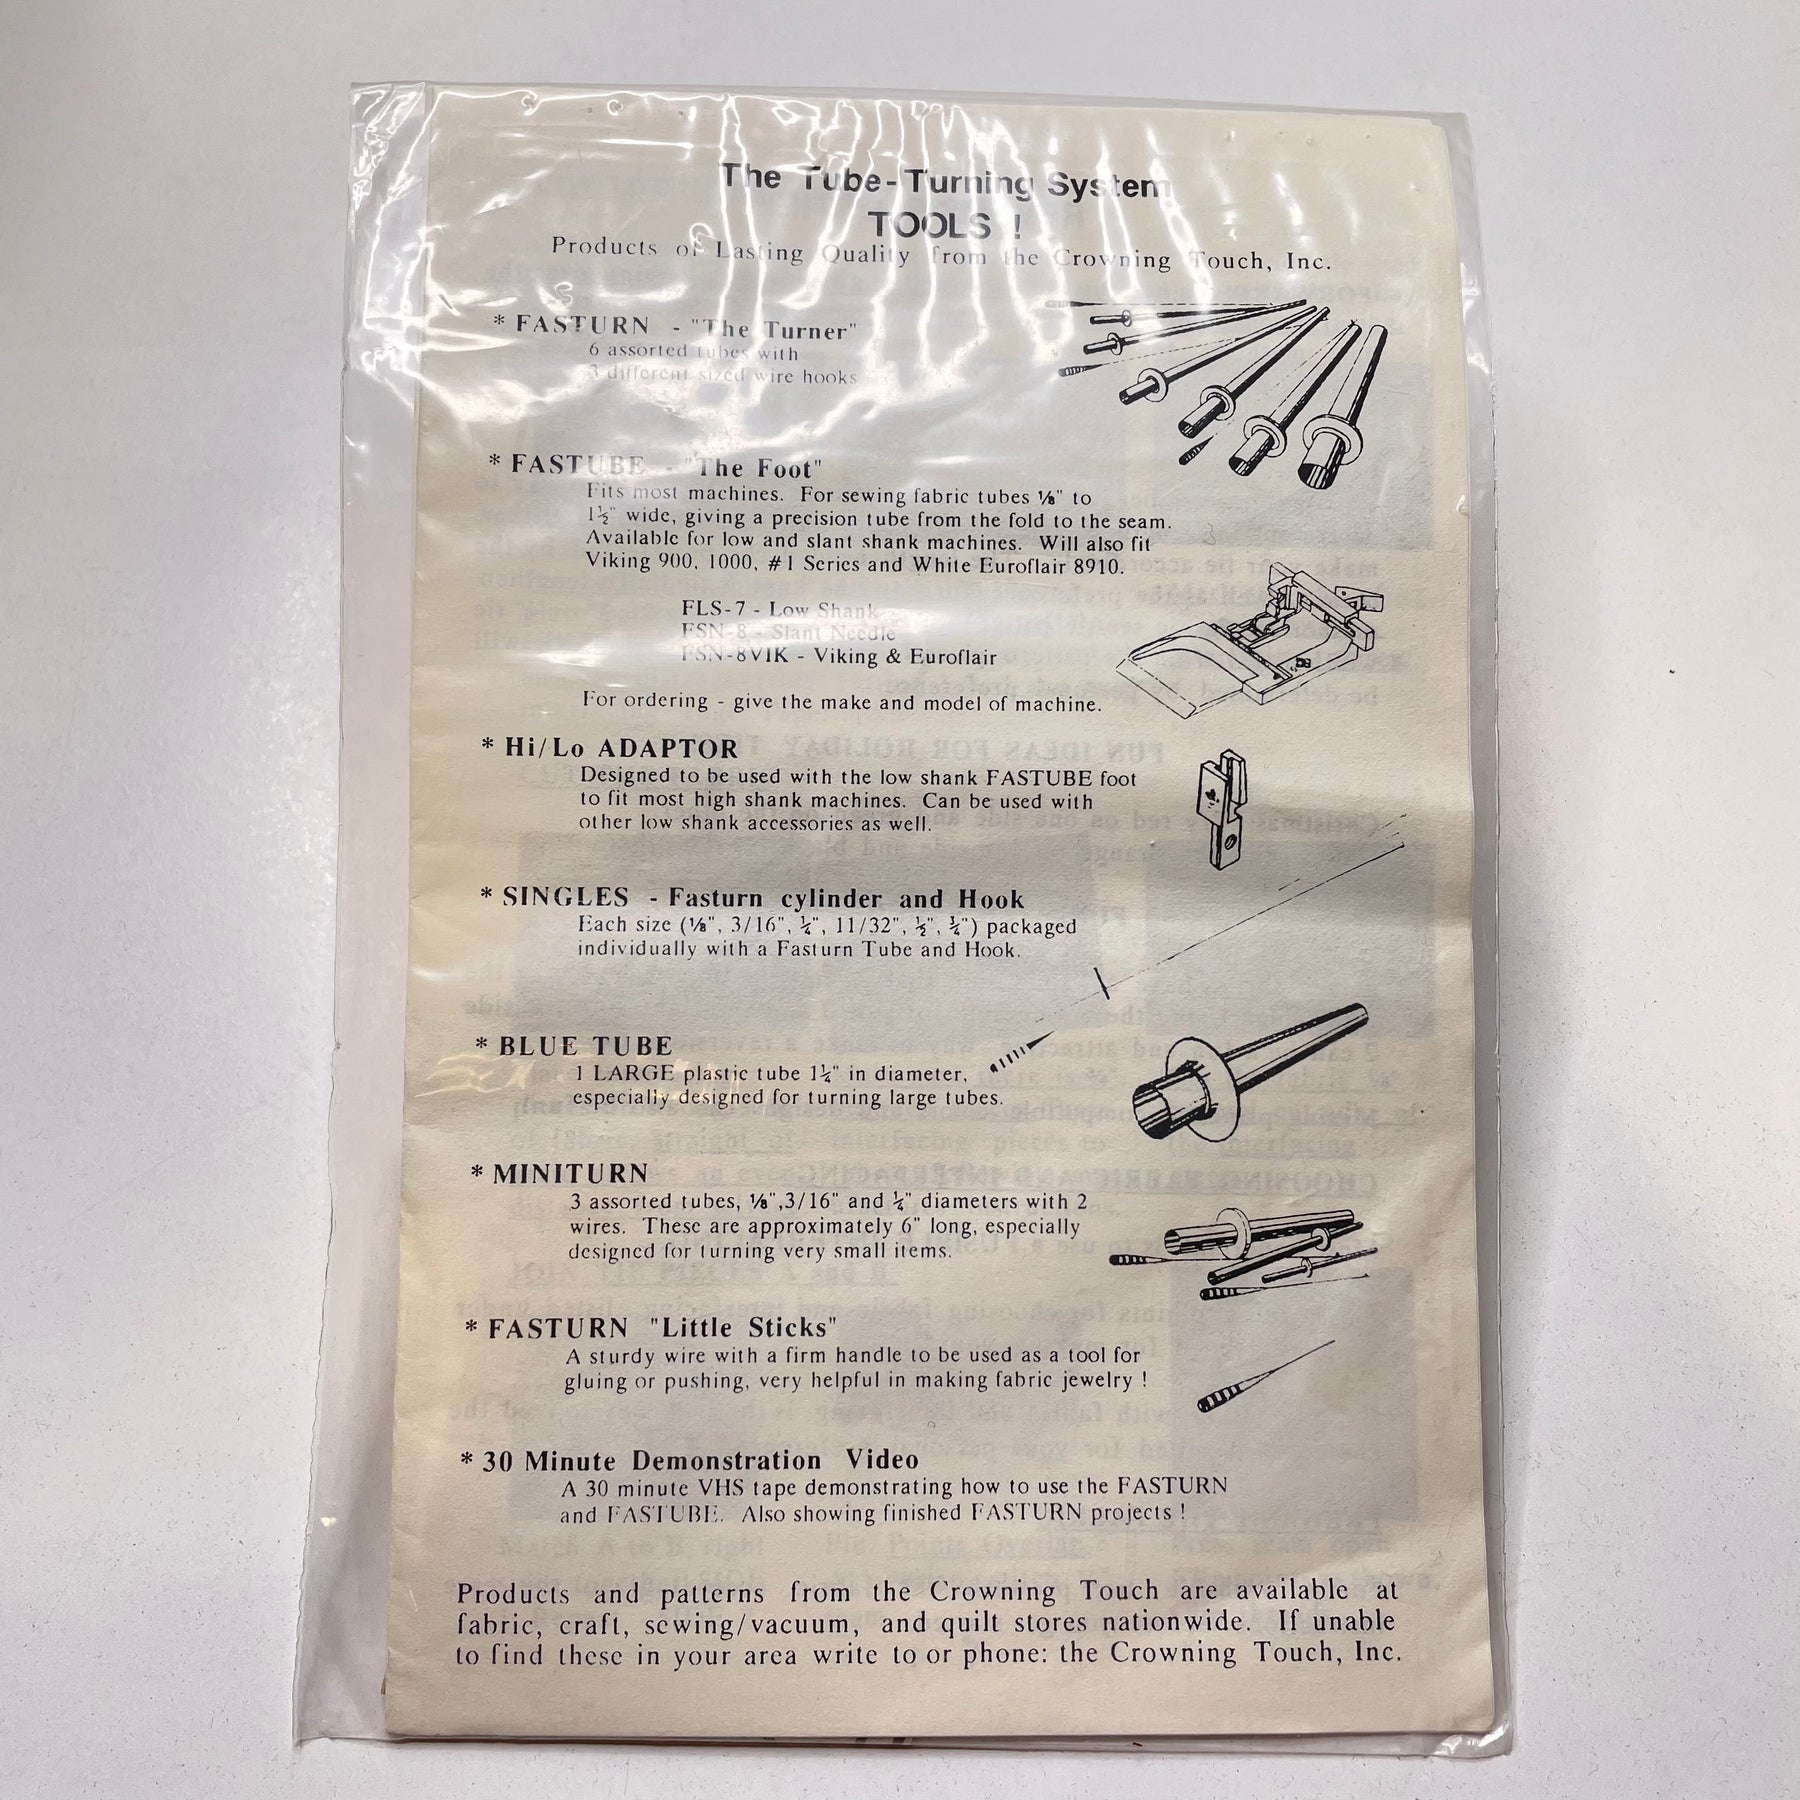 The Tube-Turning System
TOOLS !
Products of Lasting Quality from the Crowning Touch, Inc.
* FASTURN - "The Turner"
6 assorted tubes with
3 different sized wire hooks
* FASTUBE - "The Foot"
Fits most machines. For sewing fabric tubes ⅛" to
1½" wide, giving a precision tube from the fold to the seam.
Available for low and slant shank machines. Will also fit
Viking 900, 1000, #1 Series and White Euroflair 8910.
FLS-7 - Low Shank
FSN-8 - Slant Needle
FSN-8VIK - Viking & Euroflair
For ordering - give the make and model of machine.
* Hi/Lo ADAPTOR
Designed to be used with the low shank FASTUBE foot
to fit most high shank machines. Can be used with
other low shank accessories as well.
* SINGLES - Fasturn cylinder and Hook
Each size (⅛", 3/16", ¼", 11/32", ½", ¾") packaged
individually with a Fasturn Tube and Hook.
* BLUE TUBE
1 LARGE plastic tube 1¼" in diameter,
especially designed for turning large tubes.
* MINITURN
3 assorted tubes, ⅛",3/16" and ¼" diameters with 2
wires. These are approximately 6" long, especially
designed for turning very small items.
* FASTURN "Little Sticks"
A sturdy wire with a firm handle to be used as a tool for
gluing or pushing, very helpful in making fabric jewelry !
* 30 Minute Demonstration Video
A 30 minute VHS tape demonstrating how to use the FASTURN
and FASTUBE. Also showing finished FASTURN projects !
Products and patterns from the Crowning Touch are available at
fabric, craft, sewing/vacuum, and quilt stores nationwide. If unable
to find these in your area write to or phone: the Crowning Touch, Inc.